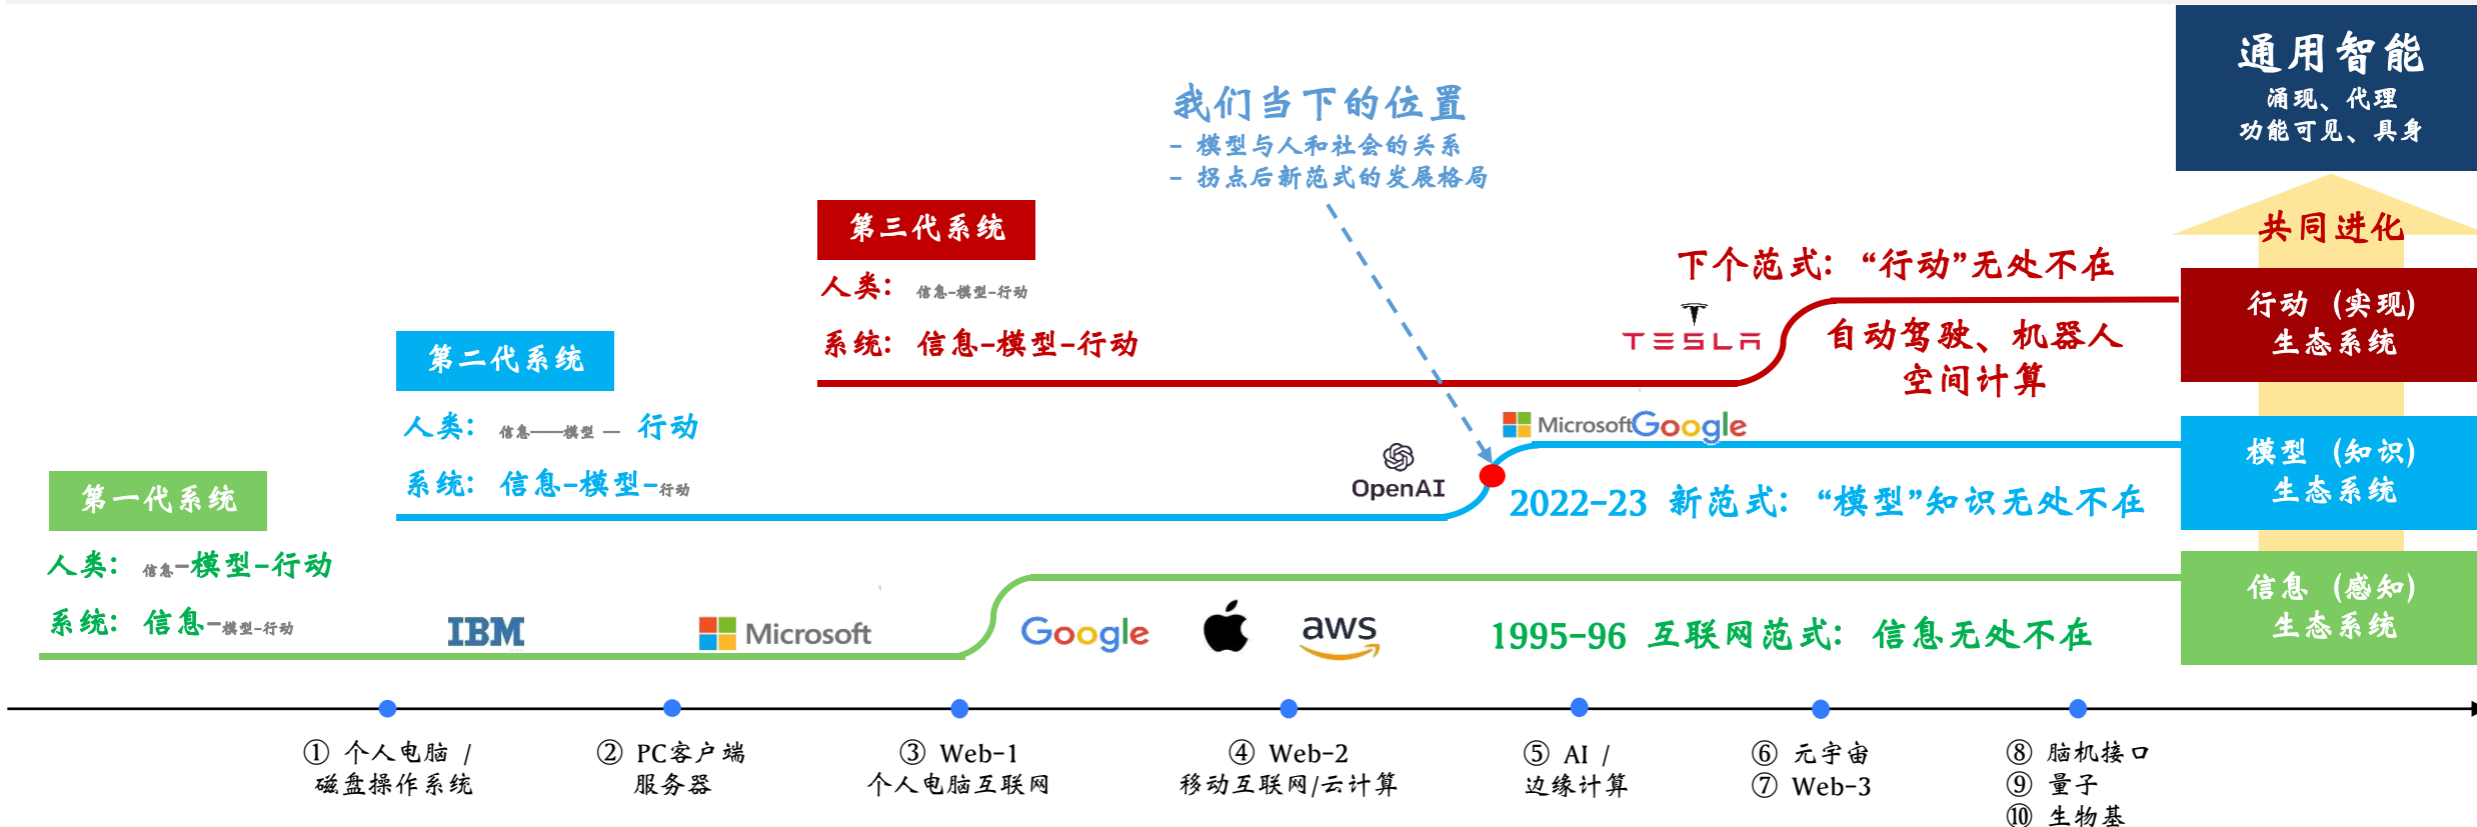 通用智能
涌现、代理
功能可见、具身
我们当下的位置
- 模型与人和社会的关系
- 拐点后新范式的发展格局
共同进化
第三代系统
人类: 信息-模型-行动
系统: 信息-模型-行动
下个范式: “行动”无处不在
TESLA
自动驾驶、机器人
空间计算
行动 (实现)
生态系统
第二代系统
人类: 信息——模型 — 行动
系统: 信息-模型-行动
OpenAI
Microsoft Google
2022-23 新范式: “模型”知识无处不在
模型 (知识)
生态系统
第一代系统
人类: 信息-模型-行动
系统: 信息-模型-行动
IBM
Microsoft
Google
aws
1995-96 互联网范式: 信息无处不在
信息 (感知)
生态系统
① 个人电脑 /
磁盘操作系统
② PC客户端
服务器
③ Web-1
个人电脑互联网
④ Web-2
移动互联网/云计算
⑤ AI /
边缘计算
⑥ 元宇宙
⑦ Web-3
⑧ 脑机接口
⑨ 量子
⑩ 生物基